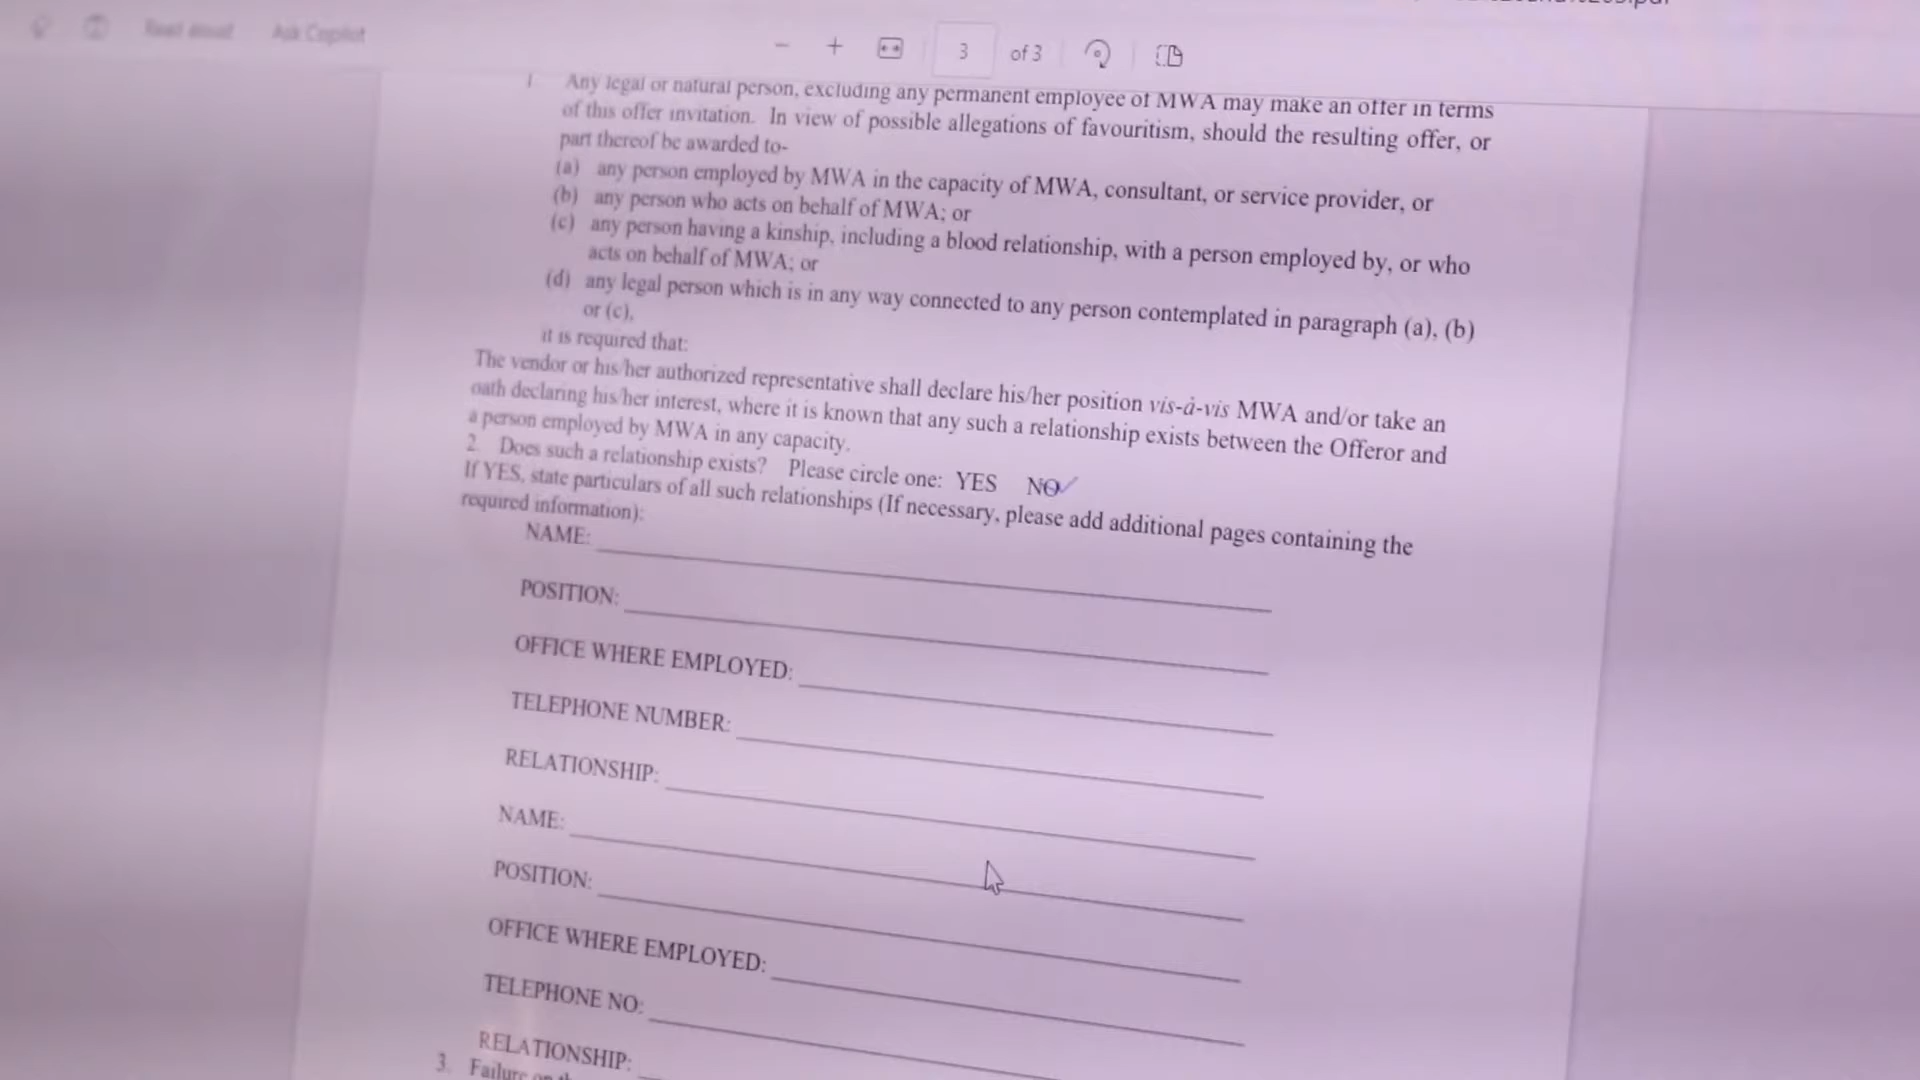 Read aloud Ask Copilot
3 of 3
1. Any legal or natural person, excluding any permanent employee of MWA may make an offer in terms
of this offer invitation. In view of possible allegations of favouritism, should the resulting offer, or
part thereof be awarded to-
(a) any person employed by MWA in the capacity of MWA, consultant, or service provider, or
(b) any person who acts on behalf of MWA; or
(c) any person having a kinship, including a blood relationship, with a person employed by, or who
acts on behalf of MWA; or
(d) any legal person which is in any way connected to any person contemplated in paragraph (a), (b)
or (c),
it is required that:
The vendor or his/her authorized representative shall declare his/her position vis-à-vis MWA and/or take an
oath declaring his/her interest, where it is known that any such a relationship exists between the Offeror and
a person employed by MWA in any capacity.
2. Does such a relationship exists? Please circle one: YES NO
If YES, state particulars of all such relationships (If necessary, please add additional pages containing the
required information):
NAME:
POSITION:
OFFICE WHERE EMPLOYED:
TELEPHONE NUMBER:
RELATIONSHIP:
NAME:
POSITION:
OFFICE WHERE EMPLOYED:
TELEPHONE NO:
RELATIONSHIP:
3. Failure on